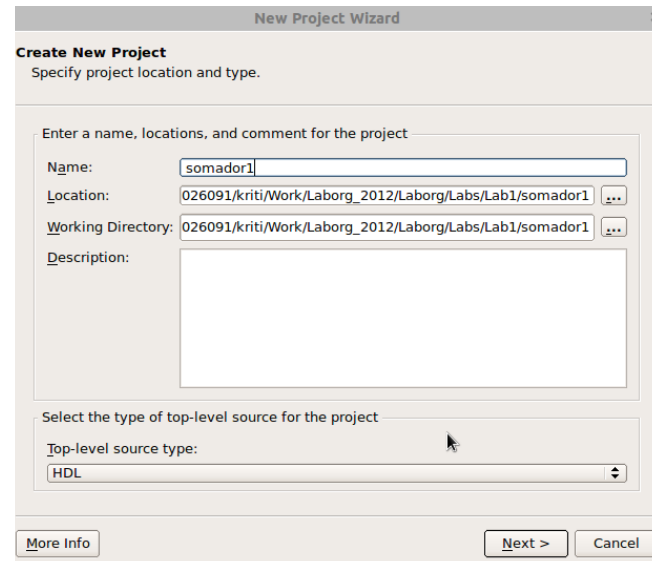 New Project Wizard
Create New Project
Specify project location and type.
Enter a name, locations, and comment for the project
Name: somador1
Location: 026091/kriti/Work/Laborg_2012/Laborg/Labs/Lab1/somador1 ...
Working Directory: 026091/kriti/Work/Laborg_2012/Laborg/Labs/Lab1/somador1 ...
Description:
Select the type of top-level source for the project
Top-level source type:
HDL
More Info Next > Cancel